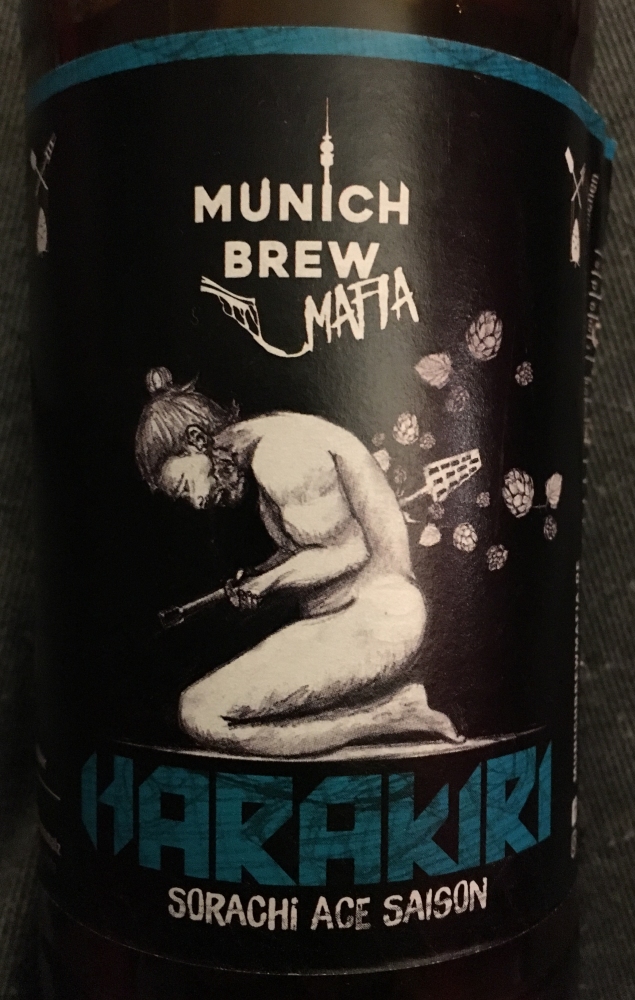 MUNICH
BREW
MAFIA
HARAKIRI
SORACHI ACE SAISON